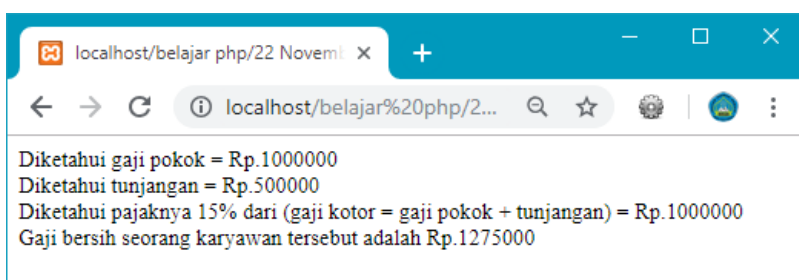 localhost/belajar php/22 Novem
localhost/belajar%20php/2...
Diketahui gaji pokok = Rp.1000000
Diketahui tunjangan = Rp.500000
Diketahui pajaknya 15% dari (gaji kotor = gaji pokok + tunjangan) = Rp.1000000
Gaji bersih seorang karyawan tersebut adalah Rp.1275000